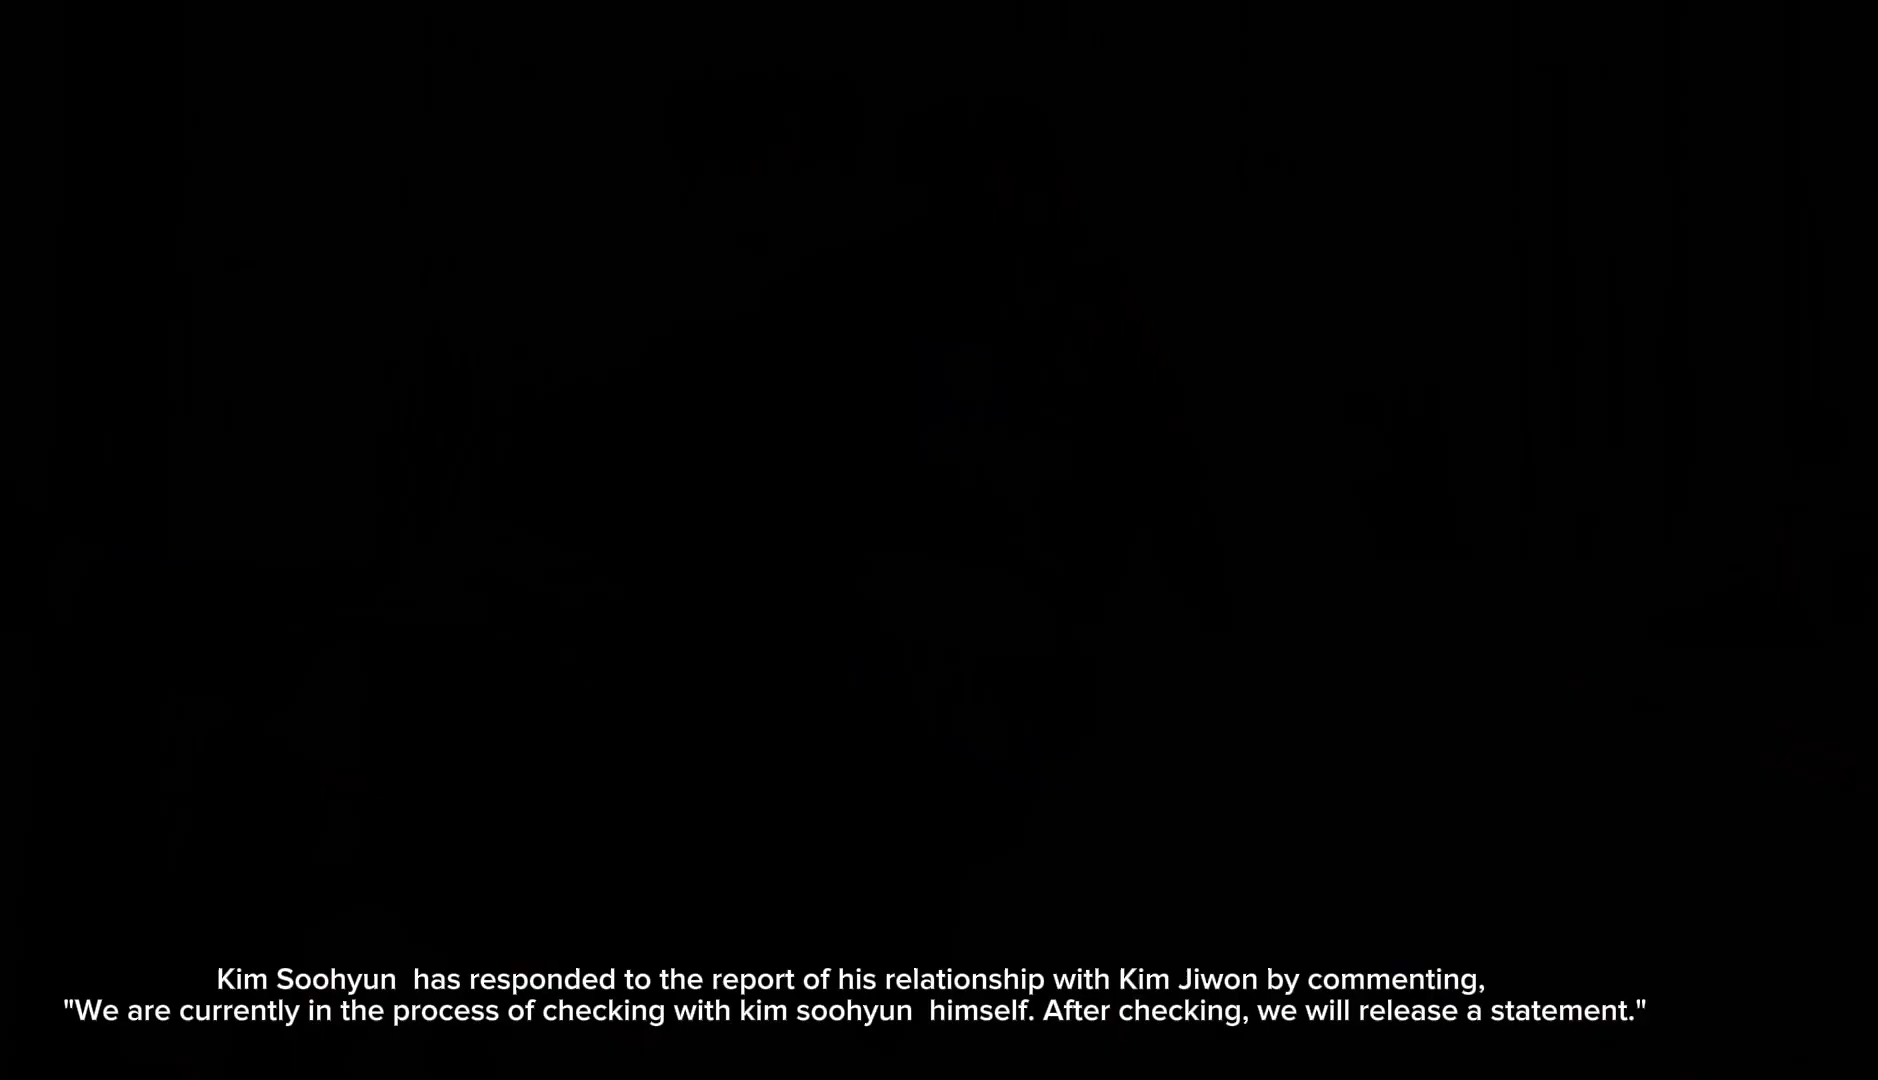 Kim Soohyun  has responded to the report of his relationship with Kim Jiwon by commenting,
"We are currently in the process of checking with kim soohyun  himself. After checking, we will release a statement."